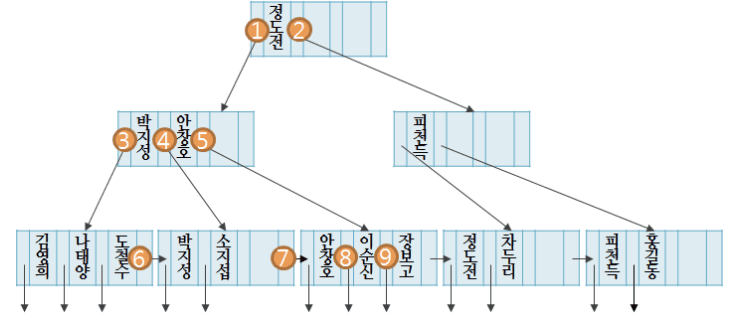 정도전
1
2
박지성
안창호
피천득
3
4
5
김영희
나태양
도철수
박지성
소지섭
안창호
이순신
장보고
정도전
차두리
피천득
홍길동
6
7
8
9